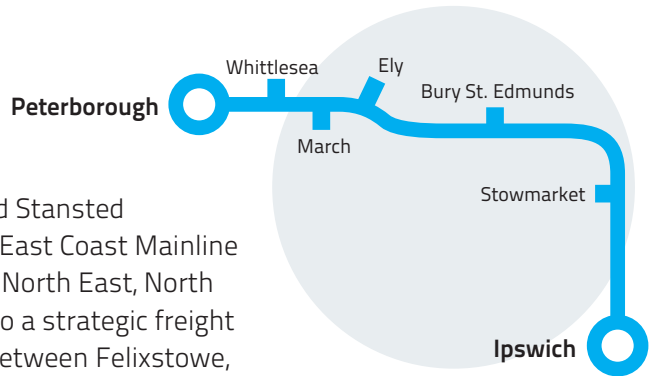 Whittlesea
Ely
Peterborough
Bury St. Edmunds
March
Stowmarket
d Stansted
East Coast Mainline
North East, North
o a strategic freight
etween Felixstowe,
Ipswich